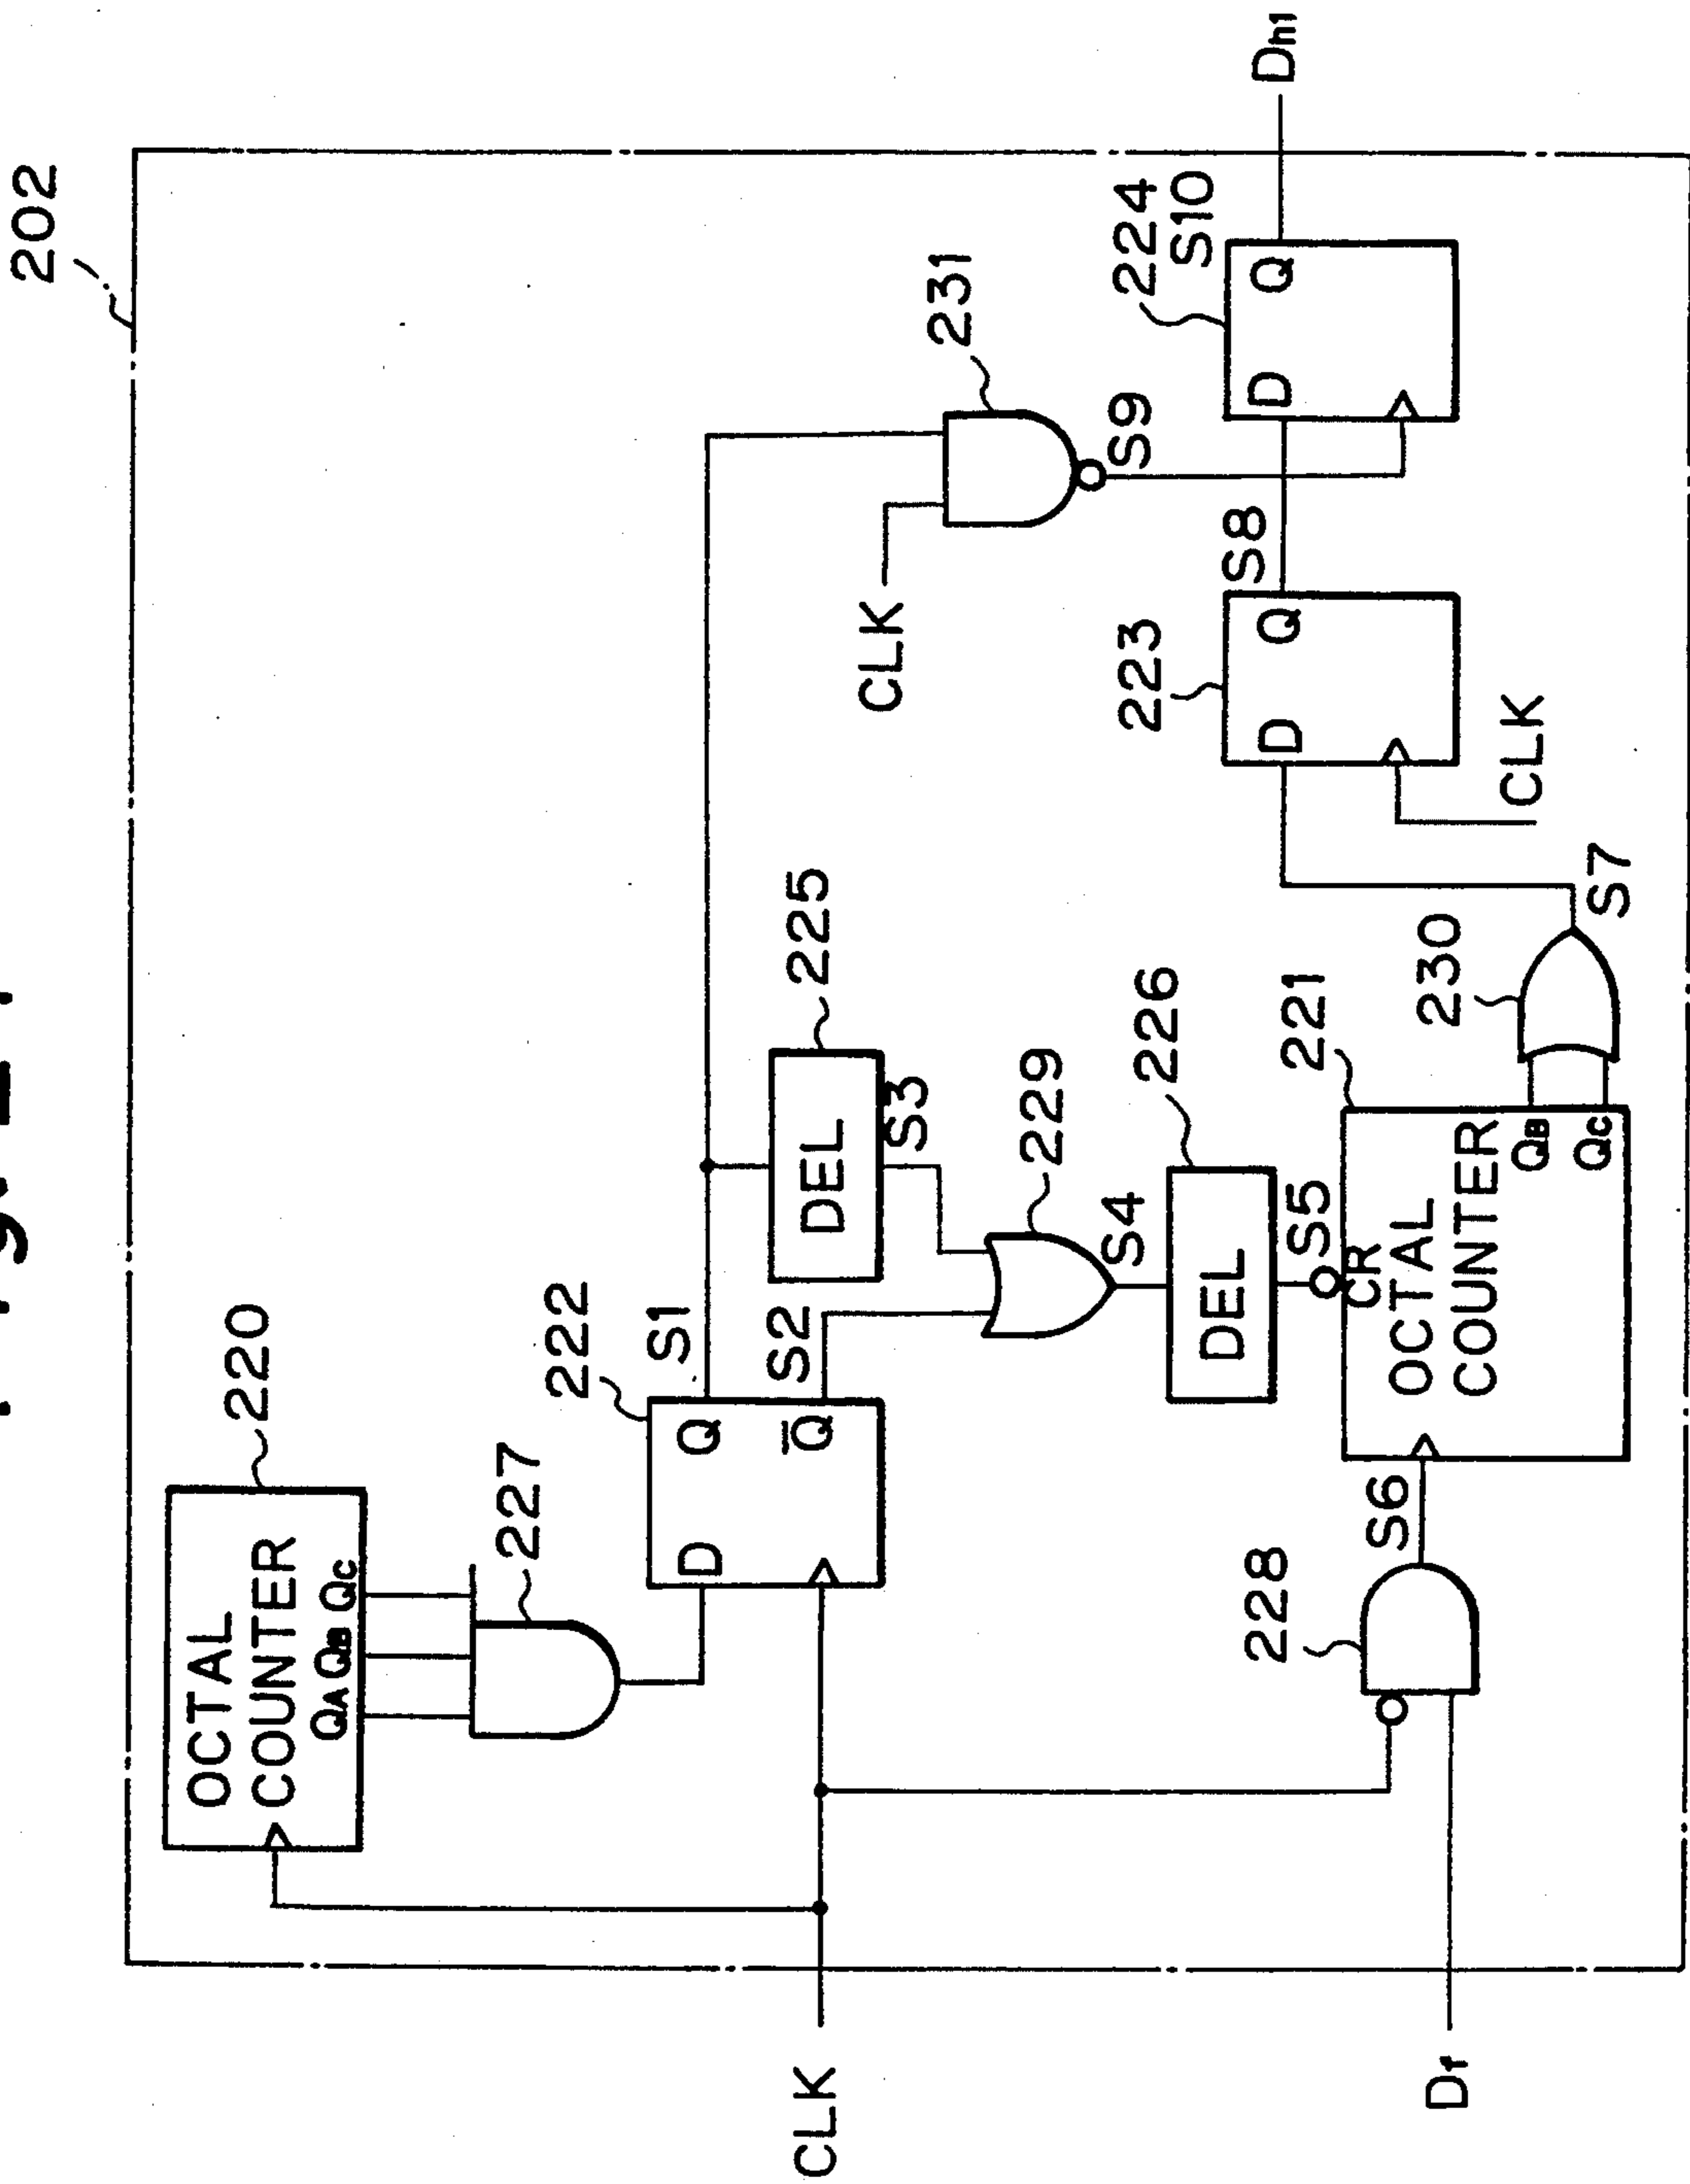 202
OCTAL
COUNTER
QA QB QC
220
227
222
D
Q
Q̅
S1
S2
DEL
225
S3
229
S4
DEL
226
S5
CR
OCTAL
COUNTER
QB
QC
221
230
S7
228
S6
CLK
231
S9
223
D
Q
S8
CLK
224
S10
D
Q
CLK
Df
Dh1